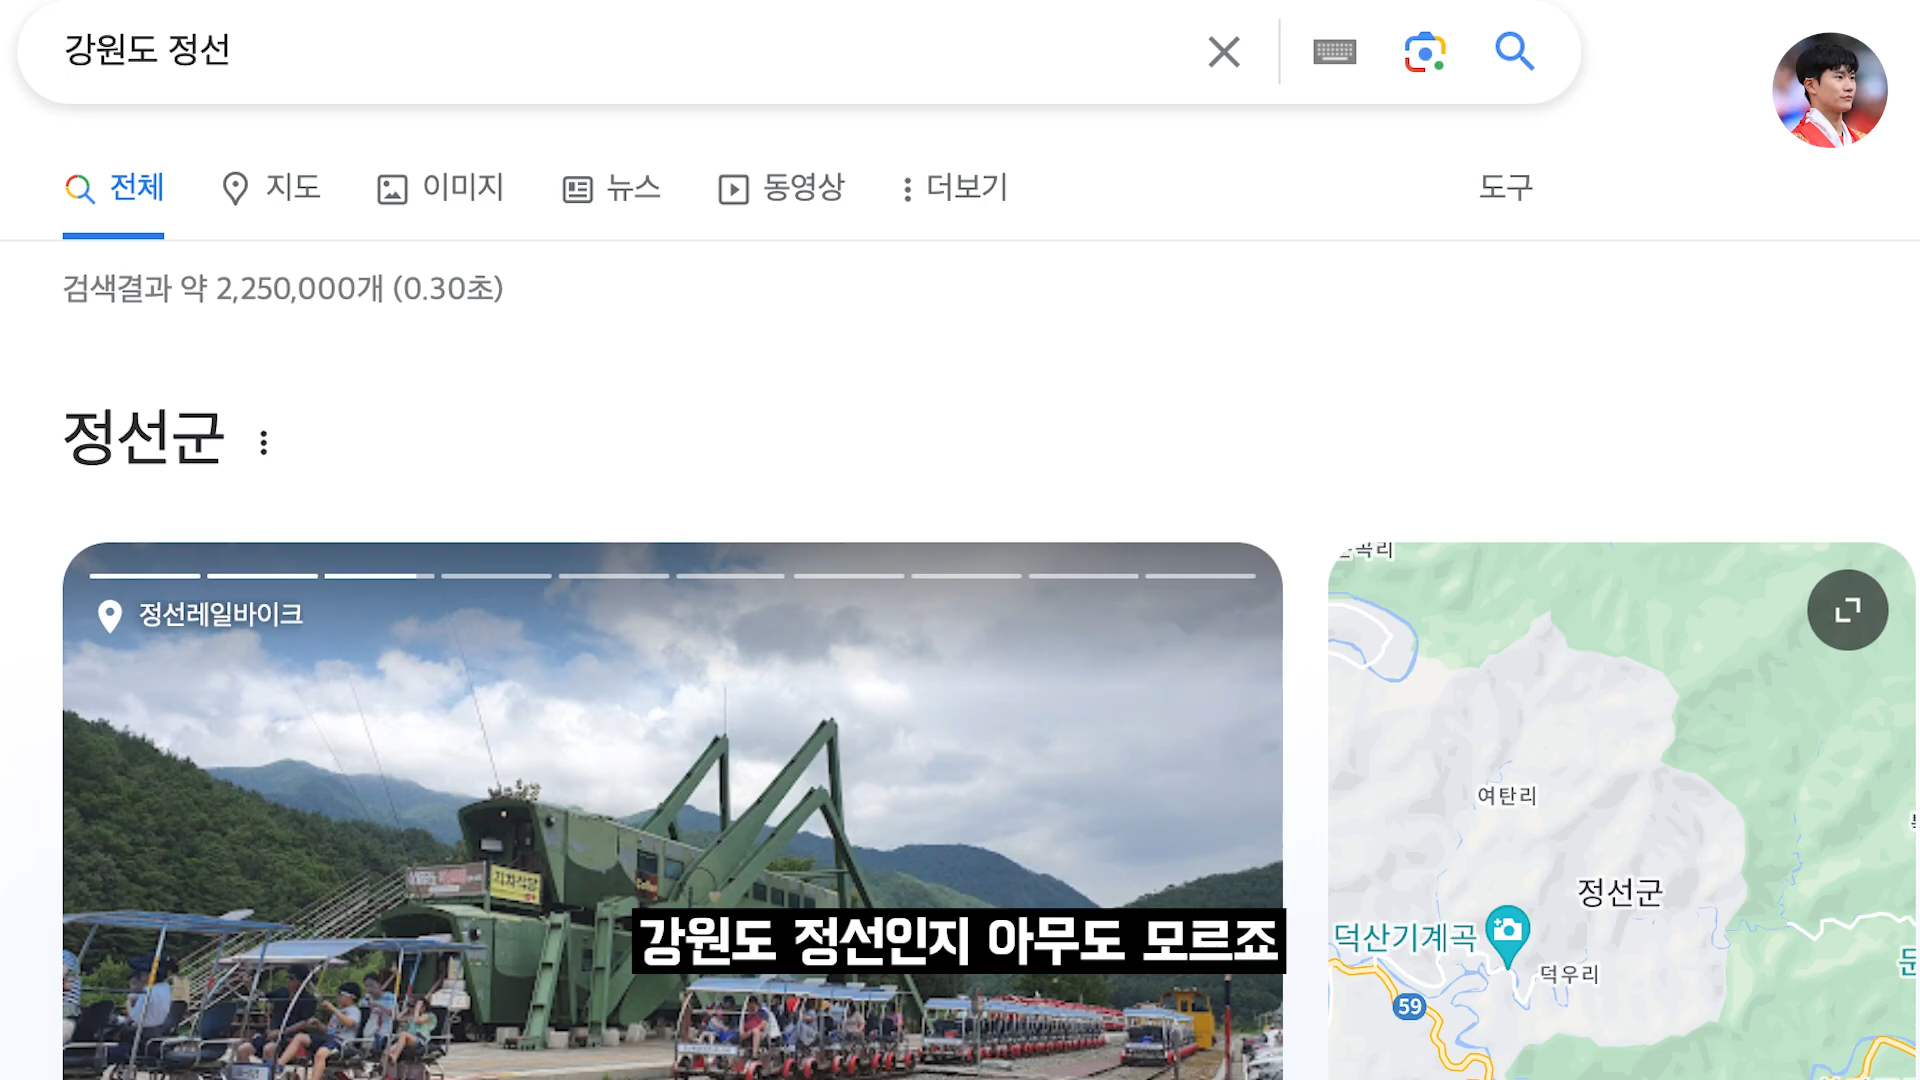 강원도 정선
전체 지도 이미지 뉴스 동영상 더보기 도구
검색결과 약 2,250,000개 (0.30초)
정선군
정선레일바이크
여탄리
정선군
덕산기계곡
덕우리
59
강원도 정선인지 아무도 모르죠